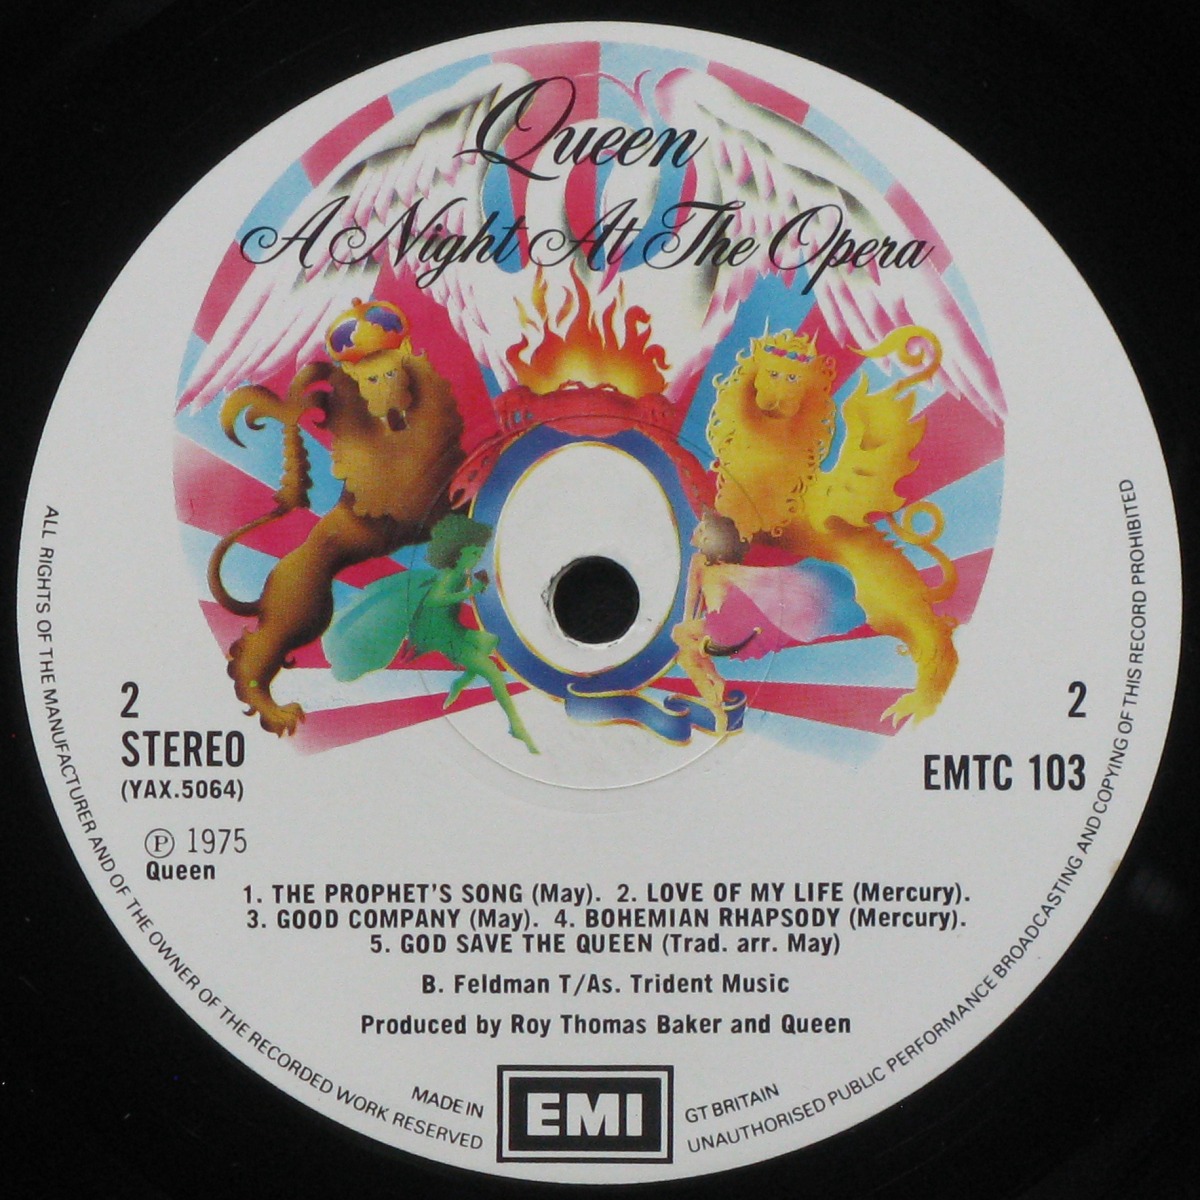 Queen
A Night At The Opera
2
STEREO
(YAX.5064)
Ⓟ 1975
Queen
2
EMTC 103
1. THE PROPHET'S SONG (May). 2. LOVE OF MY LIFE (Mercury).
3. GOOD COMPANY (May). 4. BOHEMIAN RHAPSODY (Mercury).
5. GOD SAVE THE QUEEN (Trad. arr. May)
B. Feldman T/As. Trident Music
Produced by Roy Thomas Baker and Queen
MADE IN
EMI
GT BRITAIN
ALL RIGHTS OF THE MANUFACTURER AND OF THE OWNER OF THE RECORDED WORK RESERVED
UNAUTHORISED PUBLIC PERFORMANCE BROADCASTING AND COPYING OF THIS RECORD PROHIBITED